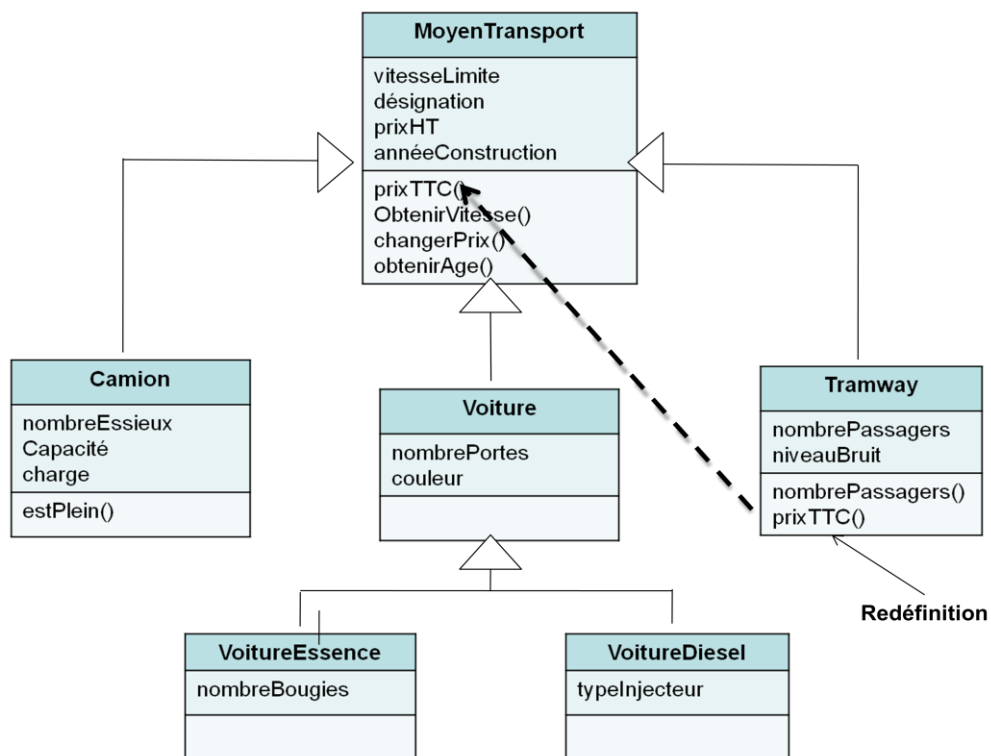 MoyenTransport
vitesseLimite
désignation
prixHT
annéeConstruction
prixTTC()
ObtenirVitesse()
changerPrix()
obtenirAge()
Camion
nombreEssieux
Capacité
charge
estPlein()
Voiture
nombrePortes
couleur
Tramway
nombrePassagers
niveauBruit
nombrePassagers()
prixTTC()
Redéfinition
VoitureEssence
nombreBougies
VoitureDiesel
typeInjecteur